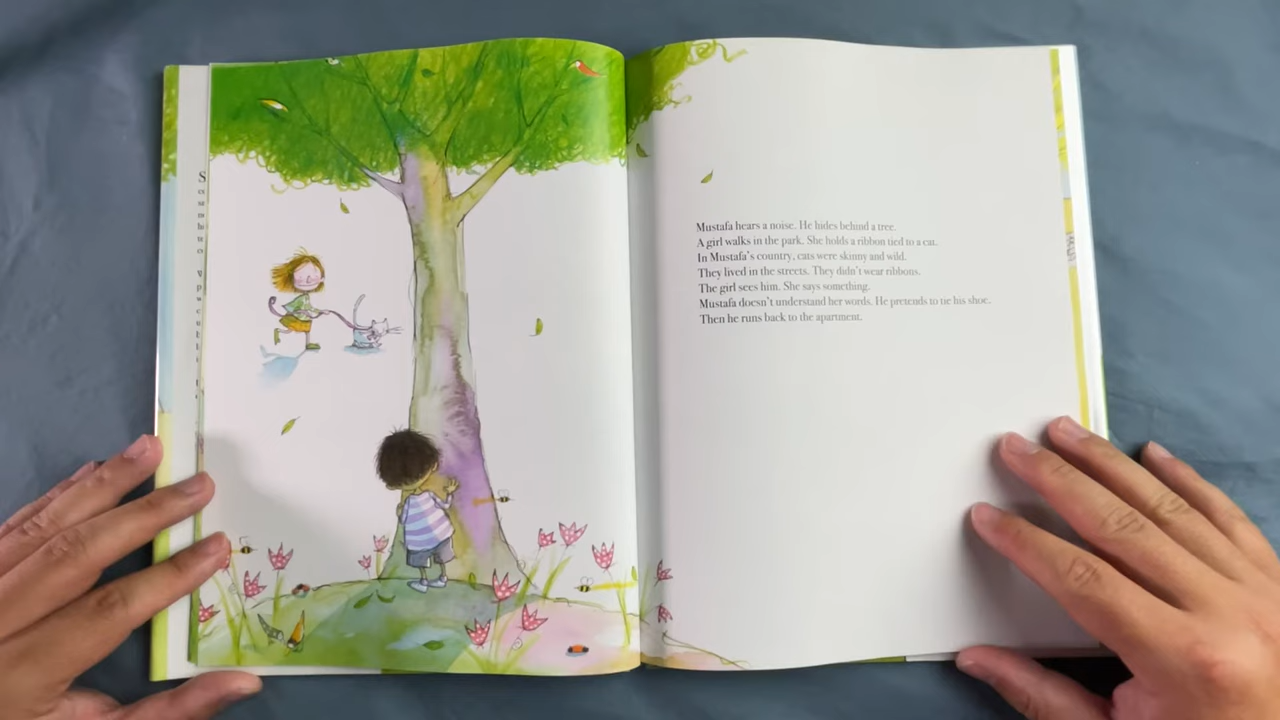 Mustafa hears a noise. He hides behind a tree.
A girl walks in the park. She holds a ribbon tied to a cat.
In Mustafa's country, cats were skinny and wild.
They lived in the streets. They didn't wear ribbons.
The girl sees him. She says something.
Mustafa doesn't understand her words. He pretends to tie his shoe.
Then he runs back to the apartment.